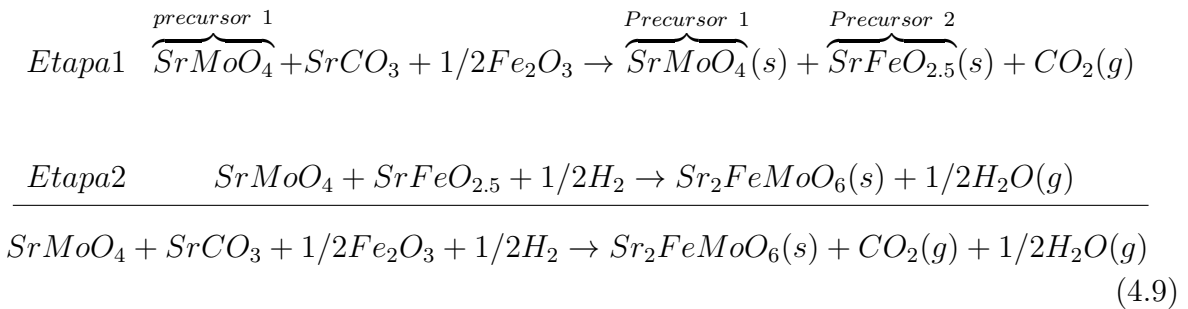 precursor 1 Precursor 1 Precursor 2
Etapa1 SrMoO₄+SrCO₃ + 1/2Fe₂O₃ → SrMoO₄(s) + SrFeO₂.₅(s) + CO₂(g)
Etapa2 SrMoO₄ + SrFeO₂.₅ + 1/2H₂ → Sr₂FeMoO₆(s) + 1/2H₂O(g)
SrMoO₄ + SrCO₃ + 1/2Fe₂O₃ + 1/2H₂ → Sr₂FeMoO₆(s) + CO₂(g) + 1/2H₂O(g)
(4.9)